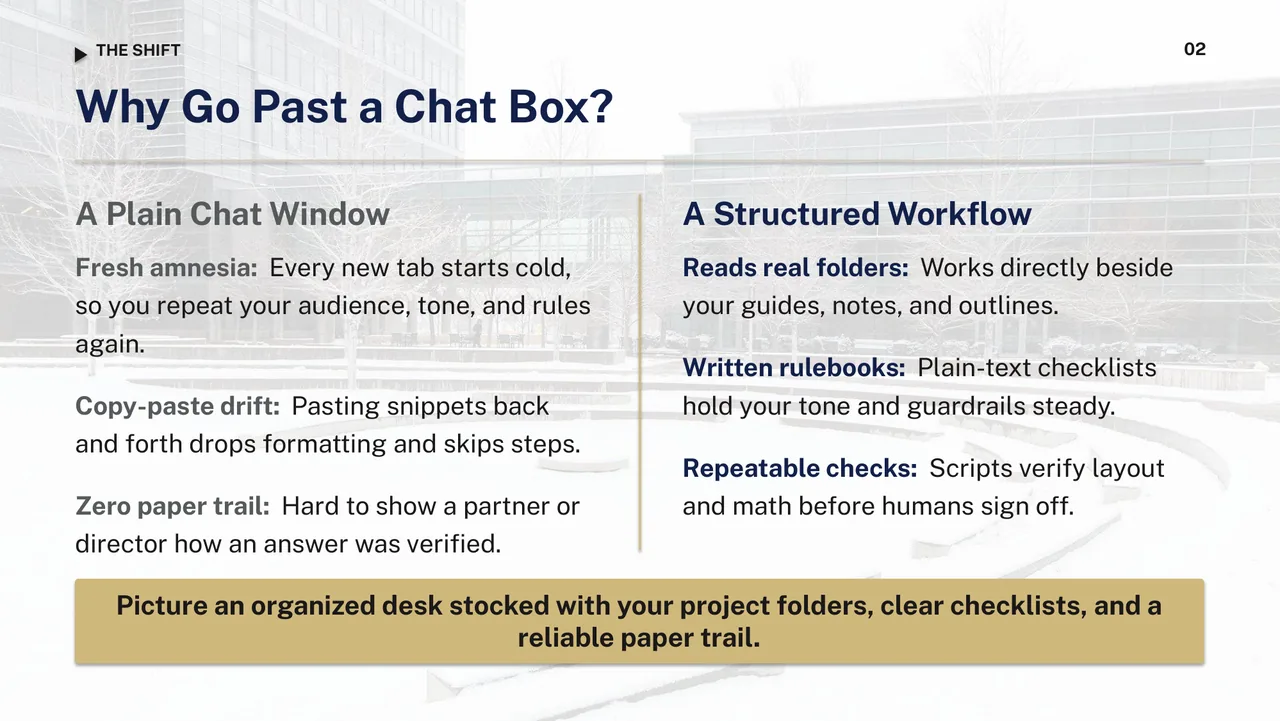 THE SHIFT
02
Why Go Past a Chat Box?
A Plain Chat Window
Fresh amnesia: Every new tab starts cold,
so you repeat your audience, tone, and rules
again.
Copy-paste drift: Pasting snippets back
and forth drops formatting and skips steps.
Zero paper trail: Hard to show a partner or
director how an answer was verified.
A Structured Workflow
Reads real folders: Works directly beside
your guides, notes, and outlines.
Written rulebooks: Plain-text checklists
hold your tone and guardrails steady.
Repeatable checks: Scripts verify layout
and math before humans sign off.
Picture an organized desk stocked with your project folders, clear checklists, and a
reliable paper trail.